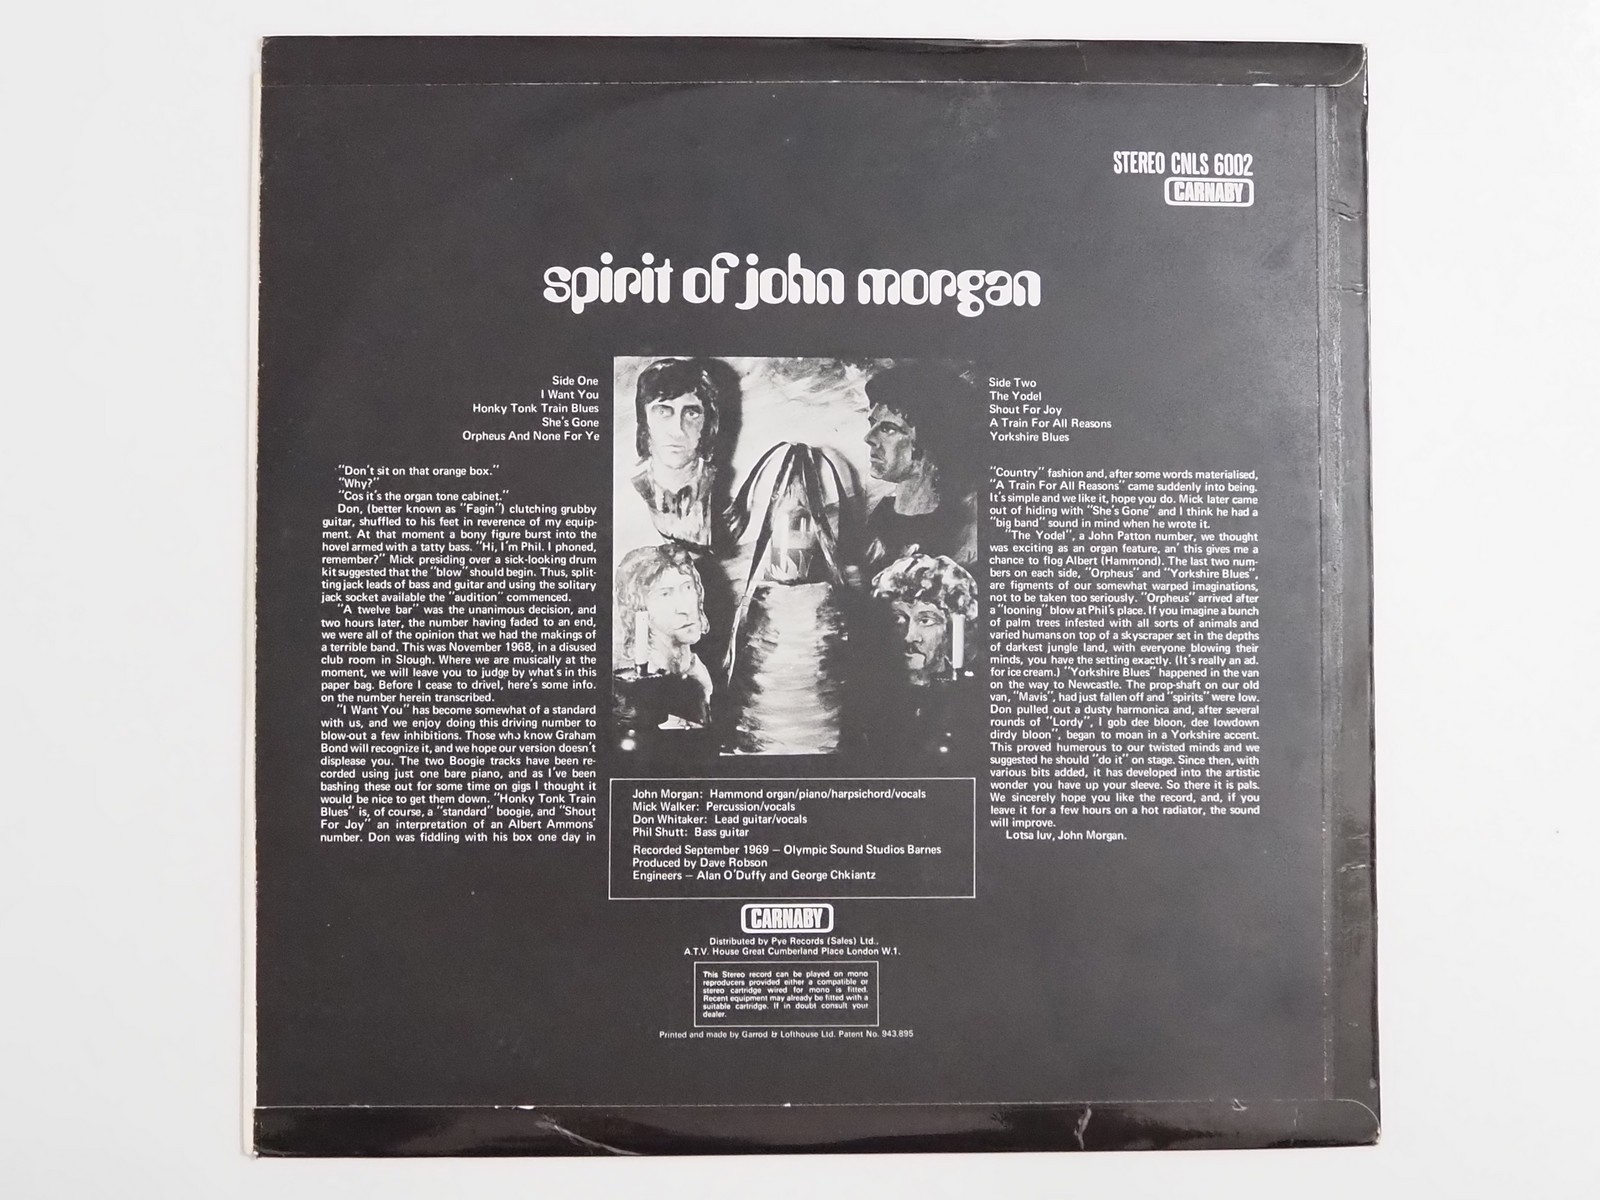 STEREO CNLS 6002
CARNABY
spirit of john morgan
Side One
I Want You
Honky Tonk Train Blues
She's Gone
Orpheus And None For Ye
Side Two
The Yodel
Shout For Joy
A Train For All Reasons
Yorkshire Blues
"Don't sit on that orange box."
"Why?"
"Cos it's the organ tone cabinet."
Don, (better known as "Fagin") clutching grubby
guitar, shuffled to his feet in reverence of my equip-
ment. At that moment a bony figure burst into the
hovel armed with a tatty bass. "Hi, I'm Phil. I phoned,
remember?" Mick presiding over a sick-looking drum
kit suggested that the "blow" should begin. Thus, split-
ting jack leads of bass and guitar and using the solitary
jack socket available the "audition" commenced.
"A twelve bar" was the unanimous decision, and
two hours later, the number having faded to an end,
we were all of the opinion that we had the makings of
a terrible band. This was November 1968, in a disused
club room in Slough. Where we are musically at the
moment, we will leave you to judge by what's in this
paper bag. Before I cease to drivel, here's some info.
on the number herein transcribed.
"I Want You" has become somewhat of a standard
with us, and we enjoy doing this driving number to
blow-out a few inhibitions. Those who know Graham
Bond will recognize it, and we hope our version doesn't
displease you. The two Boogie tracks have been re-
corded using just one bare piano, and as I've been
bashing these out for some time on gigs I thought it
would be nice to get them down. "Honky Tonk Train
Blues" is, of course, a "standard" boogie, and "Shout
For Joy" an interpretation of an Albert Ammons'
number. Don was fiddling with his box one day in
"Country" fashion and, after some words materialised,
"A Train For All Reasons" came suddenly into being.
It's simple and we like it, hope you do. Mick later came
out of hiding with "She's Gone" and I think he had a
"big band" sound in mind when he wrote it.
"The Yodel", a John Patton number, we thought
was exciting as an organ feature, an' this gives me a
chance to flog Albert (Hammond). The last two num-
bers on each side, "Orpheus" and "Yorkshire Blues",
are figments of our somewhat warped imaginations,
not to be taken too seriously. "Orpheus" arrived after
a "looning" blow at Phil's place. If you imagine a bunch
of palm trees infested with all sorts of animals and
varied humans on top of a skyscraper set in the depths
of darkest jungle land, with everyone blowing their
minds, you have the setting exactly. (It's really an ad.
for ice cream.) "Yorkshire Blues" happened in the van
on the way to Newcastle. The prop-shaft on our old
van, "Mavis", had just fallen off and "spirits" were low.
Don pulled out a dusty harmonica and, after several
rounds of "Lordy", I gob dee bloon, dee lowdown
dirdy bloon", began to moan in a Yorkshire accent.
This proved humerous to our twisted minds and we
suggested he should "do it" on stage. Since then, with
various bits added, it has developed into the artistic
wonder you have up your sleeve. So there it is pals.
We sincerely hope you like the record, and, if you
leave it for a few hours on a hot radiator, the sound
will improve.
Lotsa luv, John Morgan.
John Morgan: Hammond organ/piano/harpsichord/vocals
Mick Walker: Percussion/vocals
Don Whitaker: Lead guitar/vocals
Phil Shutt: Bass guitar
Recorded September 1969 – Olympic Sound Studios Barnes
Produced by Dave Robson
Engineers – Alan O'Duffy and George Chkiantz
CARNABY
Distributed by Pye Records (Sales) Ltd.,
A.T.V. House Great Cumberland Place London W.1.
This Stereo record can be played on mono
reproducers provided either a compatible or
stereo cartridge wired for mono is fitted.
Recent equipment may already be fitted with a
suitable cartridge. If in doubt consult your
dealer.
Printed and made by Garrod & Lofthouse Ltd. Patent No. 943,895